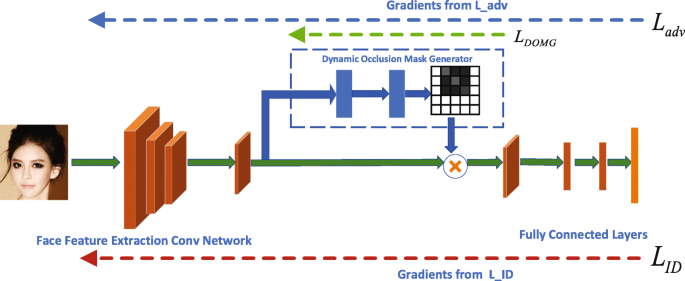 Gradients from L_adv
L_adv
L_DOMG
Dynamic Occlusion Mask Generator
Face Feature Extraction Conv Network
Fully Connected Layers
Gradients from L_ID
L_ID